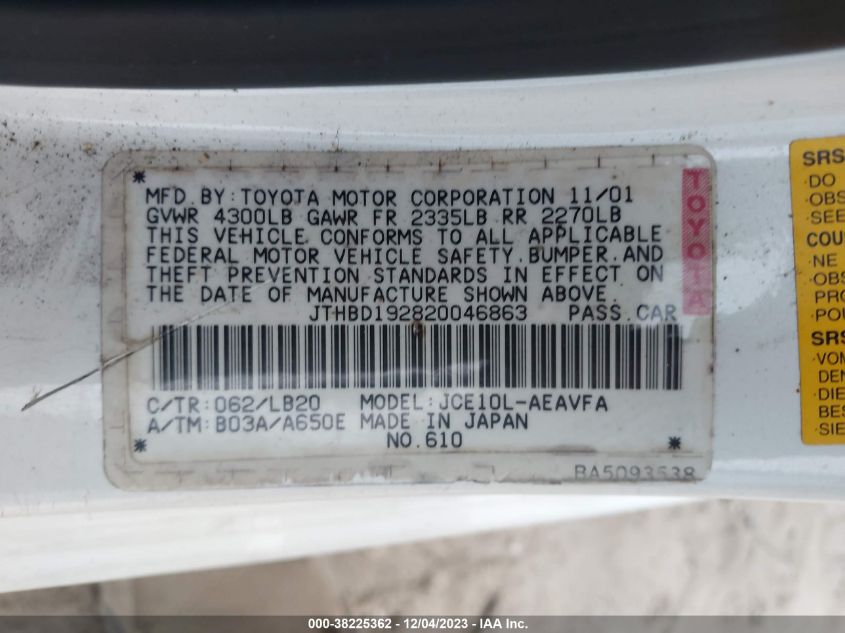 MFD. BY: TOYOTA MOTOR CORPORATION 11/01
GVWR 4300LB GAWR FR 2335LB RR 2270LB
THIS VEHICLE CONFORMS TO ALL APPLICABLE
FEDERAL MOTOR VEHICLE SAFETY, BUMPER, AND
THEFT PREVENTION STANDARDS IN EFFECT ON
THE DATE OF MANUFACTURE SHOWN ABOVE.
JTHBD192820046863 PASS. CAR
C/TR: 062/LB20 MODEL: JCE10L-AEAVFA
A/TM: B03A/A650E MADE IN JAPAN
NO. 610
BA5093538
TOYOTA
SRS
·DO
·OBS
·SEE
COU
·NE
·OBS
PRO
·POU
SRS
·VOM
DEN
·DIE
BES
·SIE
000-38225362 - 12/04/2023 - IAA Inc.